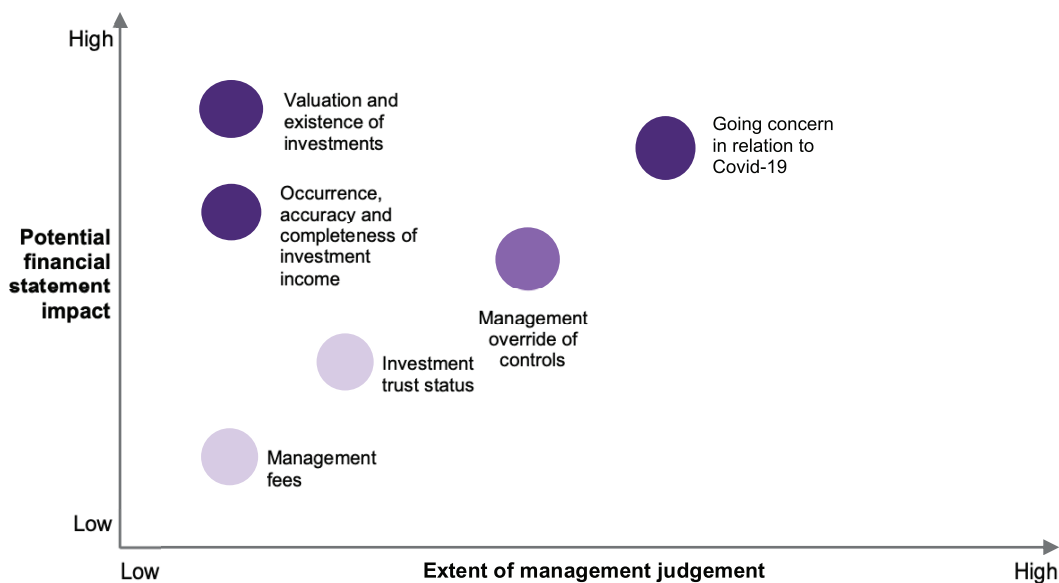 High
Valuation and
existence of
investments
Going concern
in relation to
Covid-19
Occurrence,
accuracy and
completeness of
investment
income
Potential
financial
statement
impact
Management
override of
controls
Investment
trust status
Management
fees
Low
Low
Extent of management judgement
High